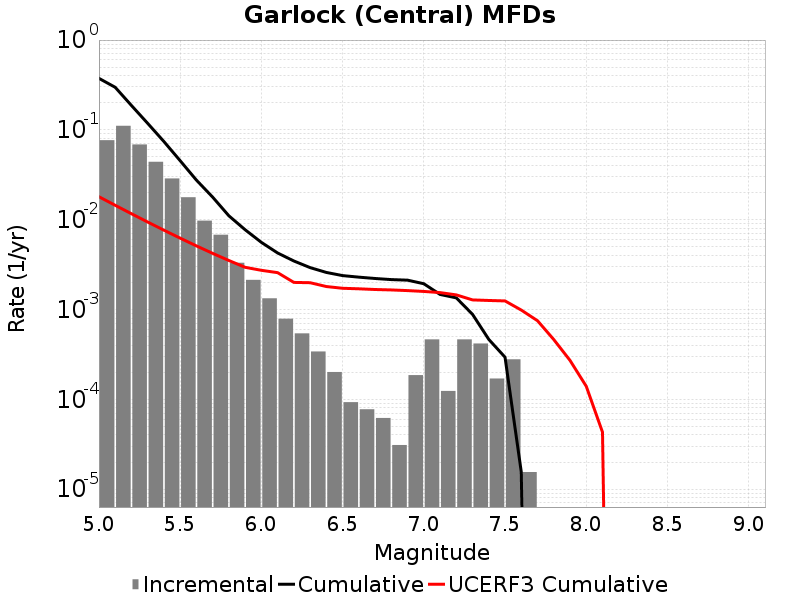 Garlock (Central) MFDs
Rate (1/yr)
10^0
10^-1
10^-2
10^-3
10^-4
10^-5
5.0 5.5 6.0 6.5 7.0 7.5 8.0 8.5 9.0
Magnitude
Incremental Cumulative UCERF3 Cumulative